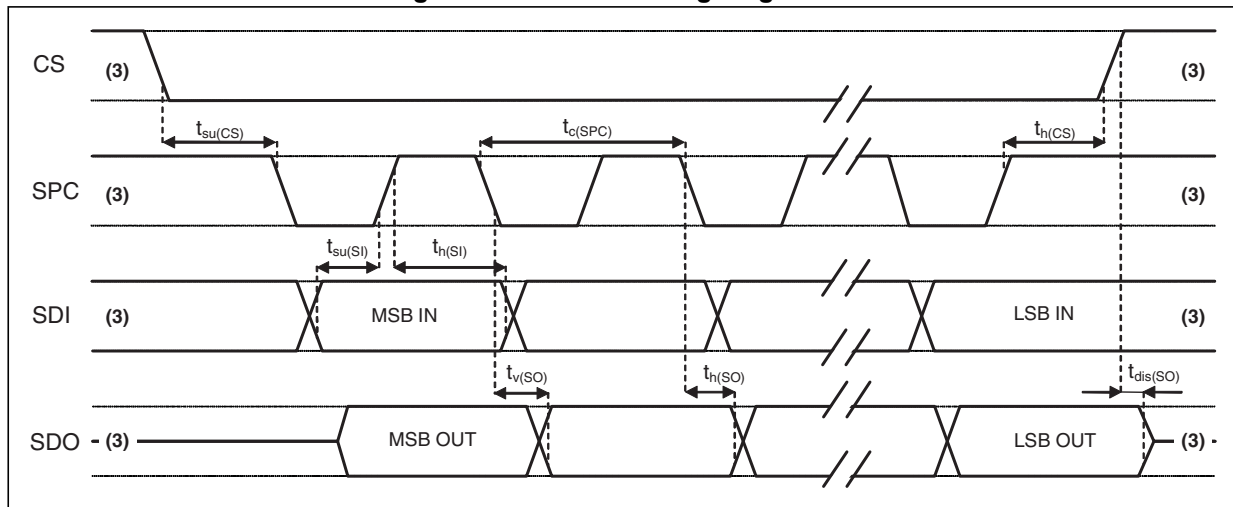 CS (3) (3)
t_su(CS) t_c(SPC) t_h(CS)
SPC (3) (3)
t_su(SI) t_h(SI)
SDI (3) MSB IN LSB IN (3)
t_v(SO) t_h(SO) t_dis(SO)
SDO (3) MSB OUT LSB OUT (3)